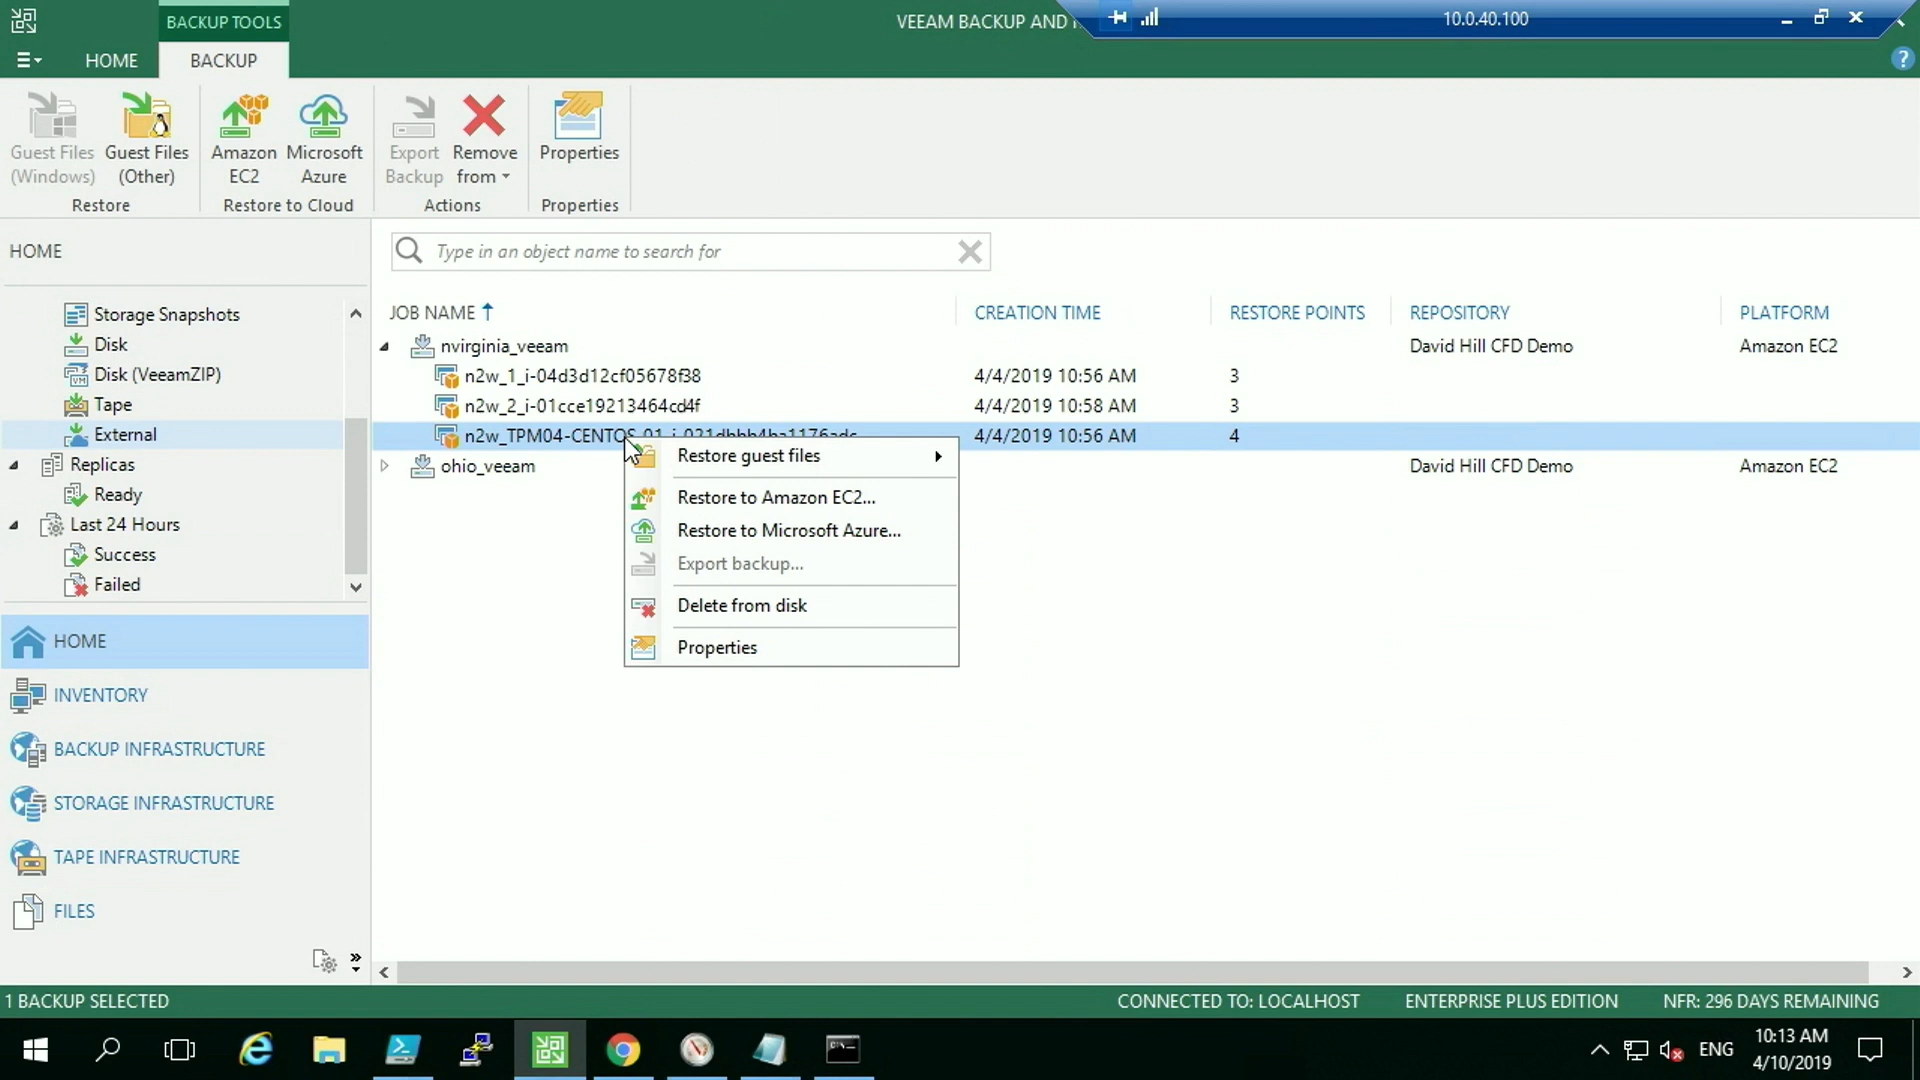 BACKUP TOOLS
VEEAM BACKUP AND
10.0.40.100
HOME
BACKUP
Guest Files (Windows)
Guest Files (Other)
Amazon EC2
Microsoft Azure
Export Backup
Remove from
Properties
Restore
Restore to Cloud
Actions
Properties
HOME
Type in an object name to search for
Storage Snapshots
Disk
Disk (VeeamZIP)
Tape
External
Replicas
Ready
Last 24 Hours
Success
Failed
HOME
INVENTORY
BACKUP INFRASTRUCTURE
STORAGE INFRASTRUCTURE
TAPE INFRASTRUCTURE
FILES
JOB NAME CREATION TIME RESTORE POINTS REPOSITORY PLATFORM
nvirginia_veeam David Hill CFD Demo Amazon EC2
n2w_1_i-04d3d12cf05678f38 4/4/2019 10:56 AM 3
n2w_2_i-01cce19213464cd4f 4/4/2019 10:58 AM 3
n2w_TPM04-CENTOS 4/4/2019 10:56 AM 4
ohio_veeam David Hill CFD Demo Amazon EC2
Restore guest files
Restore to Amazon EC2...
Restore to Microsoft Azure...
Export backup...
Delete from disk
Properties
1 BACKUP SELECTED
CONNECTED TO: LOCALHOST
ENTERPRISE PLUS EDITION
NFR: 296 DAYS REMAINING
ENG
10:13 AM
4/10/2019